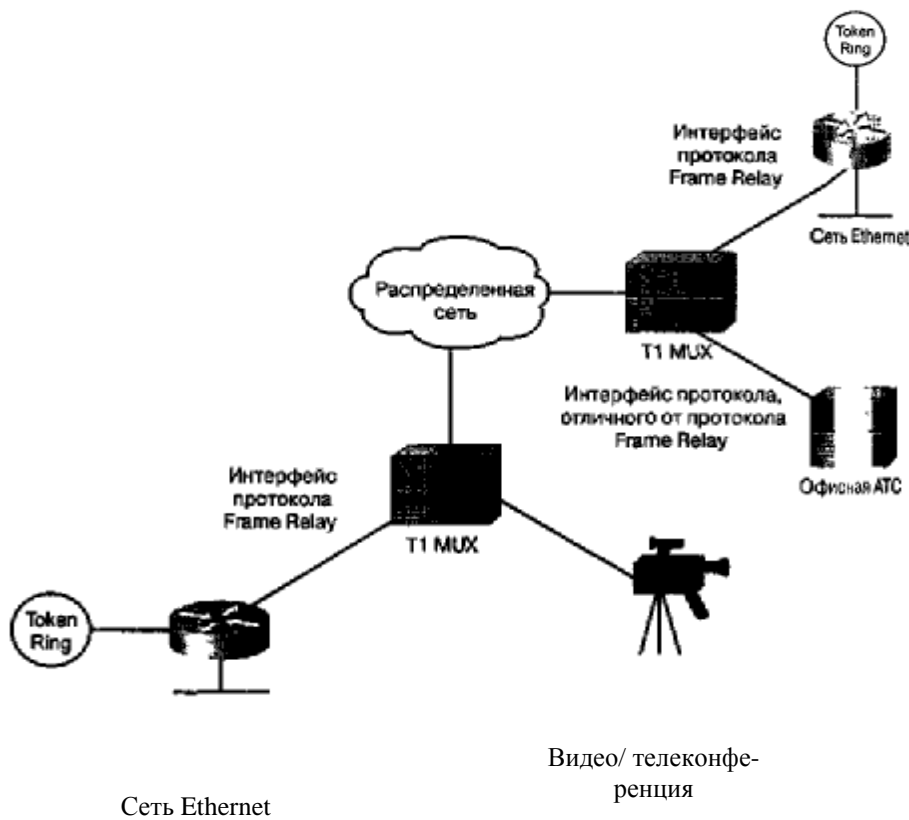 Token
Ring
Интерфейс
протокола
Frame Relay
Сеть Ethernet
Распределенная
сеть
T1 MUX
Интерфейс протокола,
отличного от протокола
Frame Relay
Офисная АТС
Интерфейс
протокола
Frame Relay
T1 MUX
Token
Ring
Видео/ телеконфе-
ренция
Сеть Ethernet